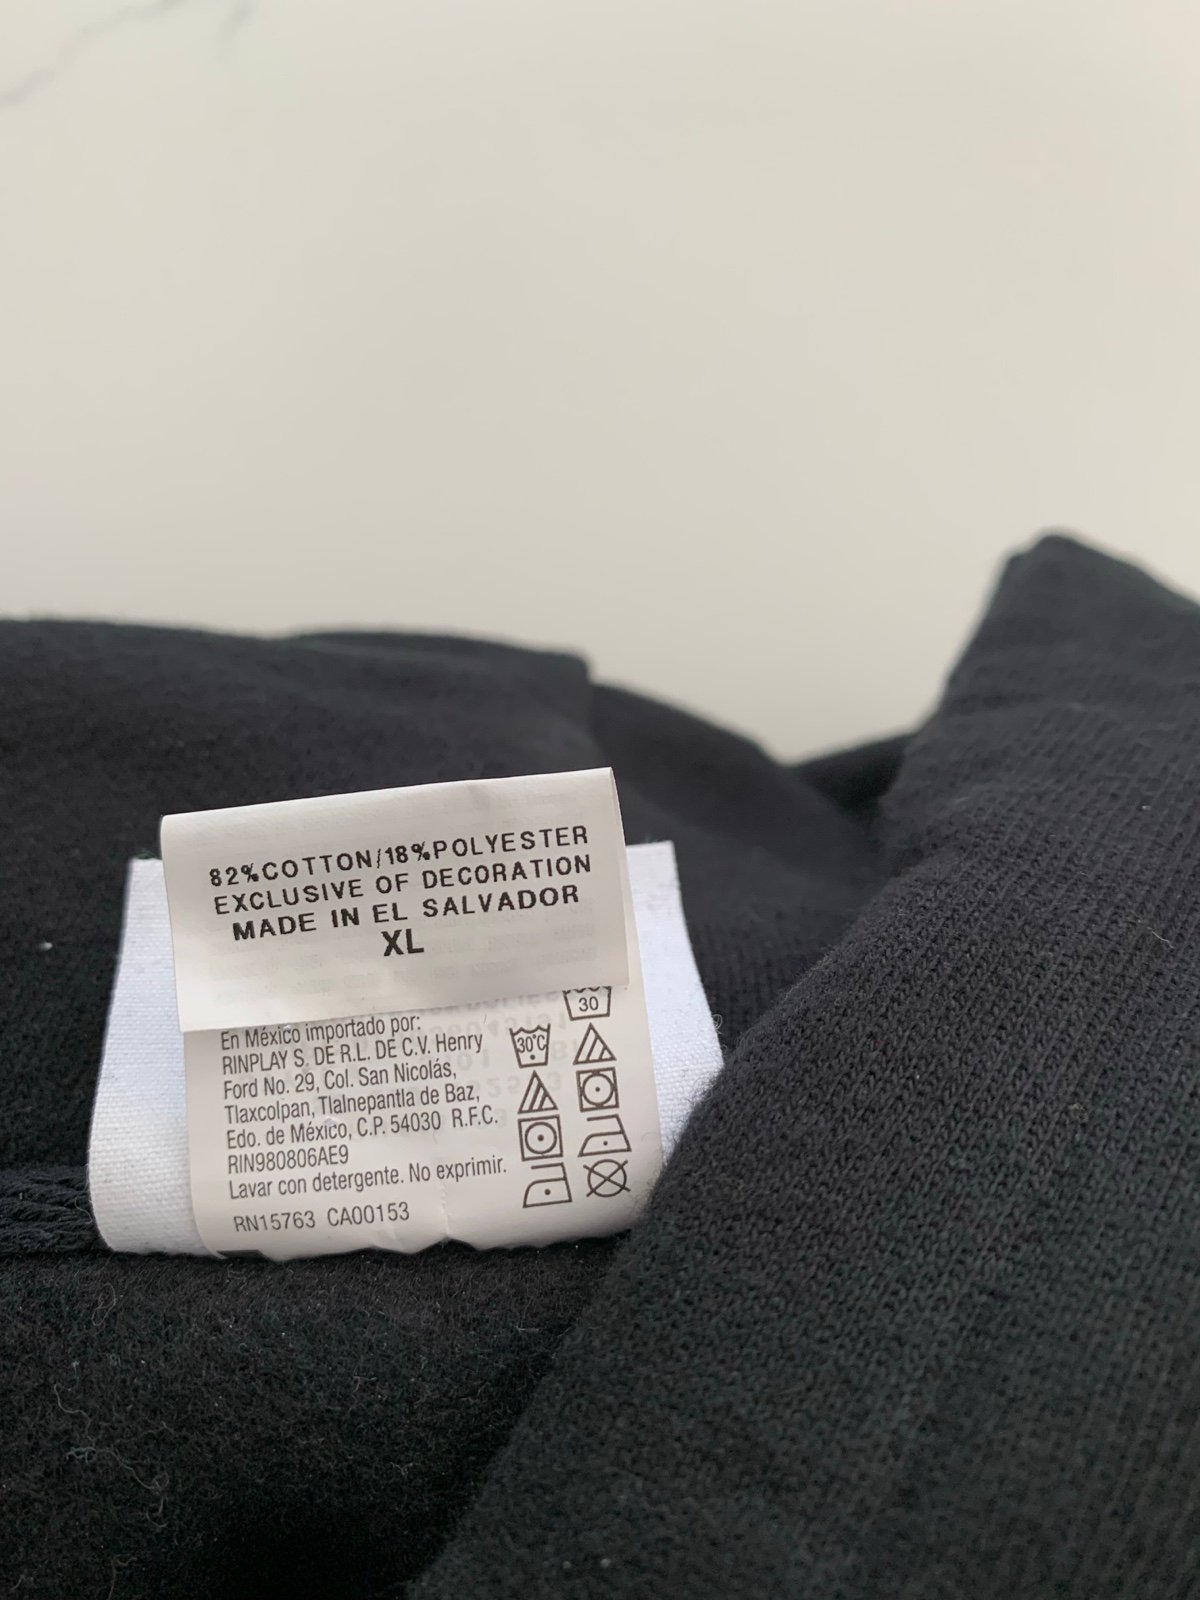 82%COTTON/18%POLYESTER
EXCLUSIVE OF DECORATION
MADE IN EL SALVADOR
XL
En México importado por:
RINPLAY S. DE R.L. DE C.V. Henry
Ford No. 29, Col. San Nicolás,
Tlaxcolpan, Tlalnepantla de Baz,
Edo. de México, C.P. 54030 R.F.C.
RIN980806AE9
Lavar con detergente. No exprimir.
RN15763 CA00153
30
30°C